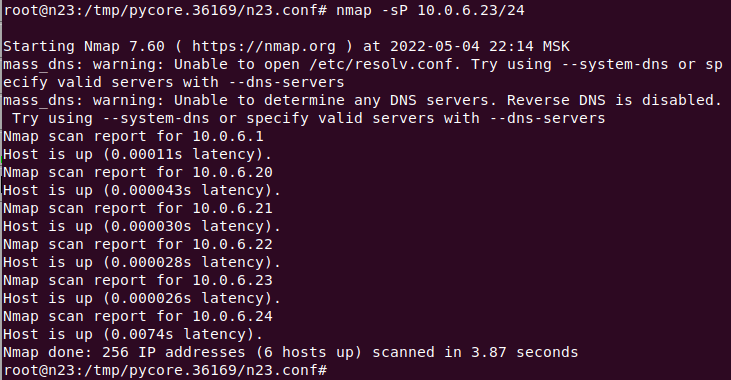 root@n23:/tmp/pycore.36169/n23.conf# nmap -sP 10.0.6.23/24
Starting Nmap 7.60 ( https://nmap.org ) at 2022-05-04 22:14 MSK
mass_dns: warning: Unable to open /etc/resolv.conf. Try using --system-dns or sp
ecify valid servers with --dns-servers
mass_dns: warning: Unable to determine any DNS servers. Reverse DNS is disabled.
 Try using --system-dns or specify valid servers with --dns-servers
Nmap scan report for 10.0.6.1
Host is up (0.00011s latency).
Nmap scan report for 10.0.6.20
Host is up (0.000043s latency).
Nmap scan report for 10.0.6.21
Host is up (0.000030s latency).
Nmap scan report for 10.0.6.22
Host is up (0.000028s latency).
Nmap scan report for 10.0.6.23
Host is up (0.000026s latency).
Nmap scan report for 10.0.6.24
Host is up (0.0074s latency).
Nmap done: 256 IP addresses (6 hosts up) scanned in 3.87 seconds
root@n23:/tmp/pycore.36169/n23.conf#